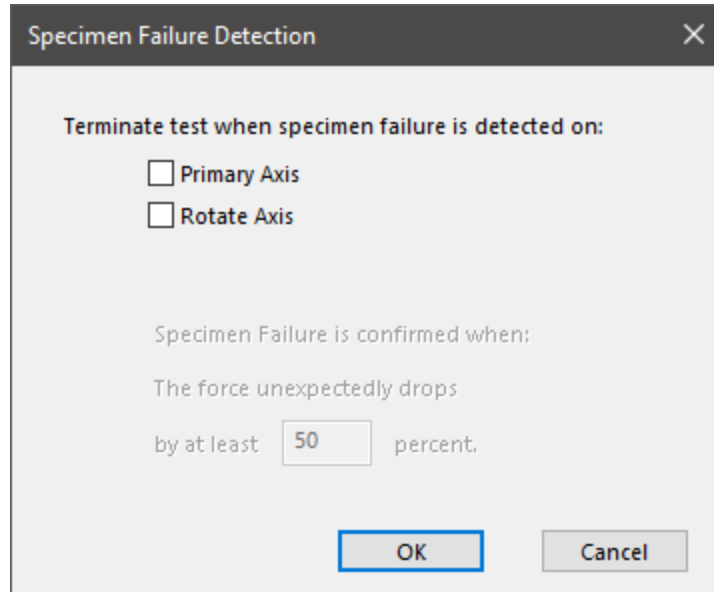 Specimen Failure Detection
Terminate test when specimen failure is detected on:
Primary Axis
Rotate Axis
Specimen Failure is confirmed when:
The force unexpectedly drops
by at least 50 percent.
OK Cancel